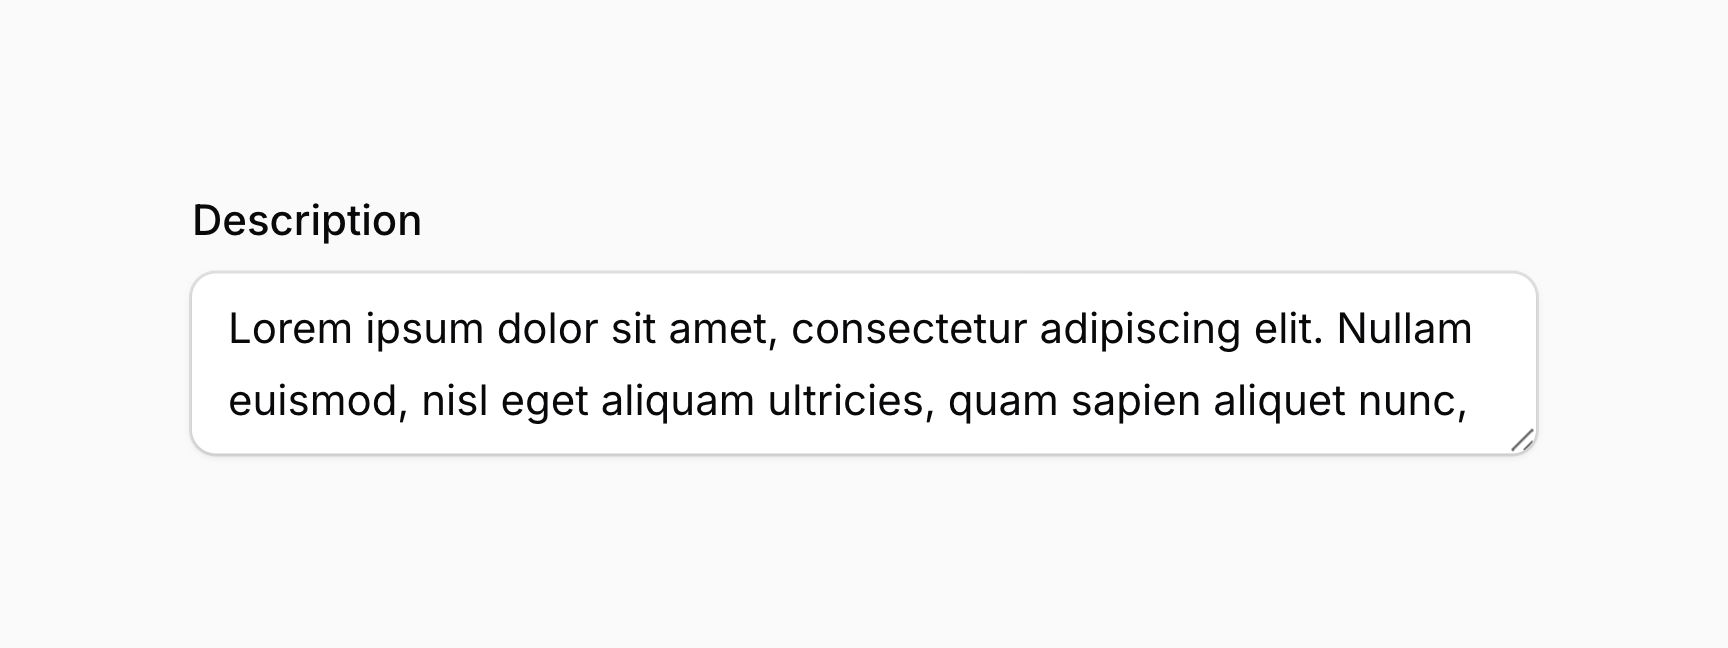 Description
Lorem ipsum dolor sit amet, consectetur adipiscing elit. Nullam
euismod, nisl eget aliquam ultricies, quam sapien aliquet nunc,